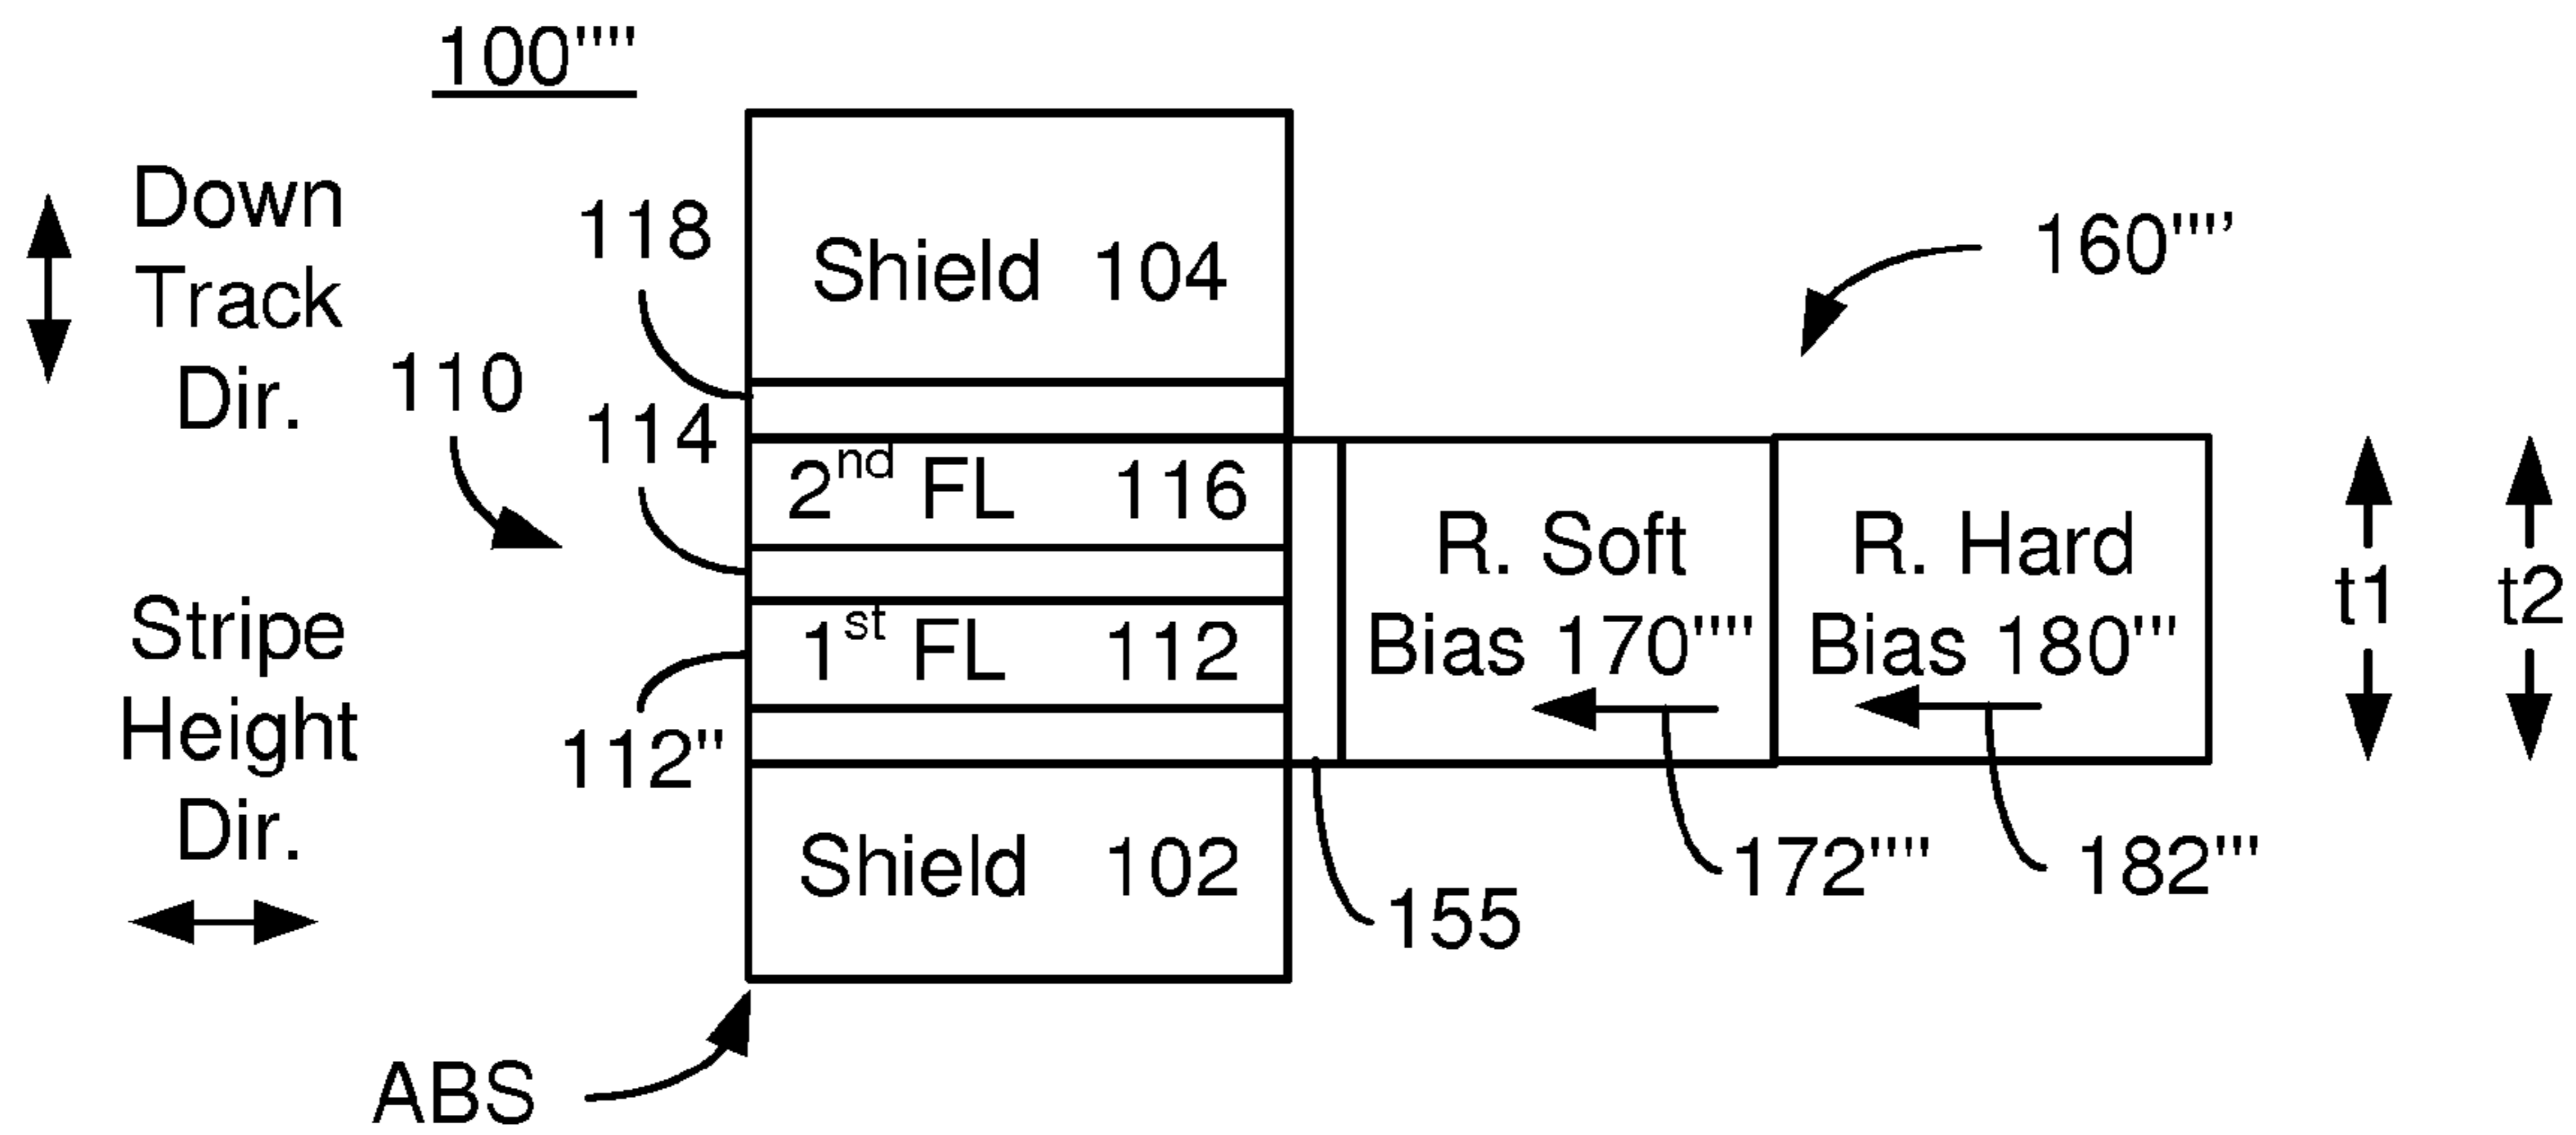 100""
Down
Track
Dir.
118
Shield 104
160""'
110
114
2nd FL 116
R. Soft
Bias 170""
R. Hard
Bias 180"'
t1
t2
Stripe
Height
Dir.
1st FL 112
112"
Shield 102
172""
182"'
155
ABS